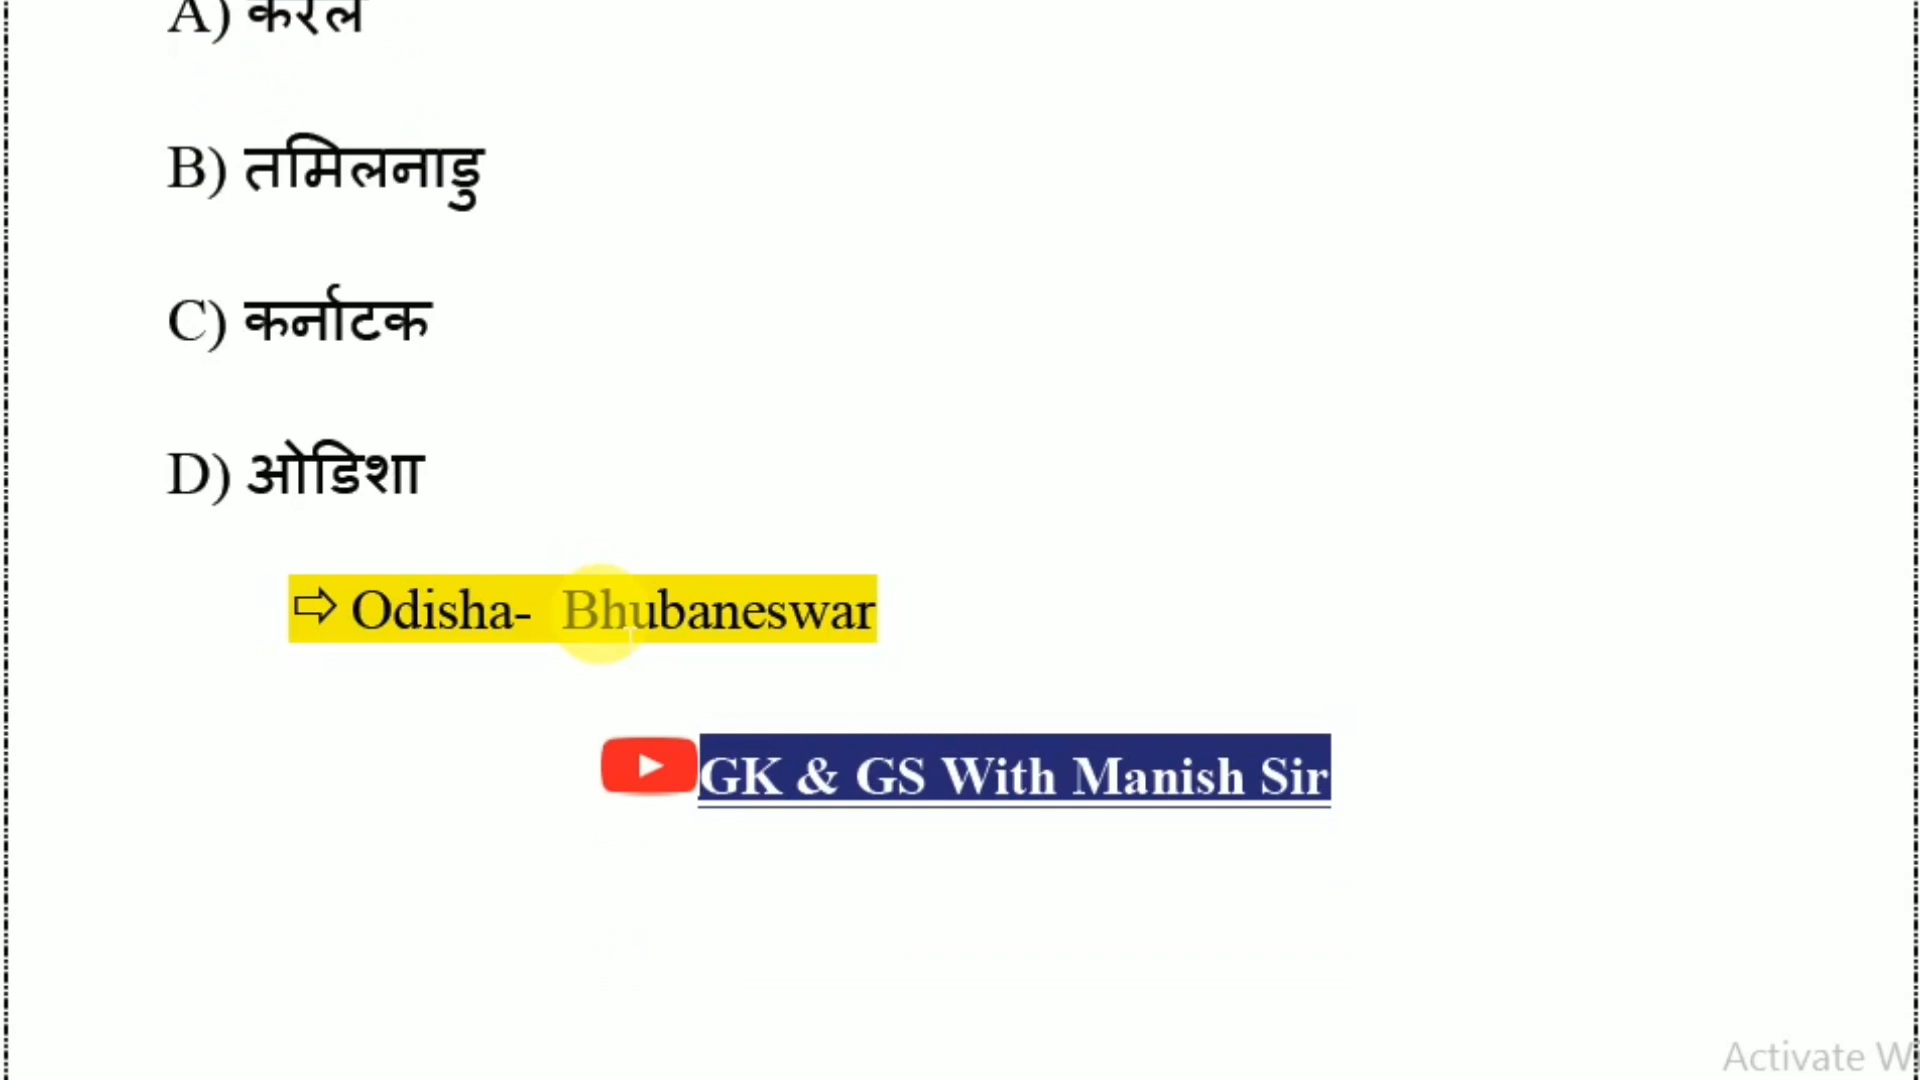 A) केरल
B) तमिलनाडु
C) कर्नाटक
D) ओडिशा
⇨ Odisha- Bhubaneswar
GK & GS With Manish Sir
Activate W